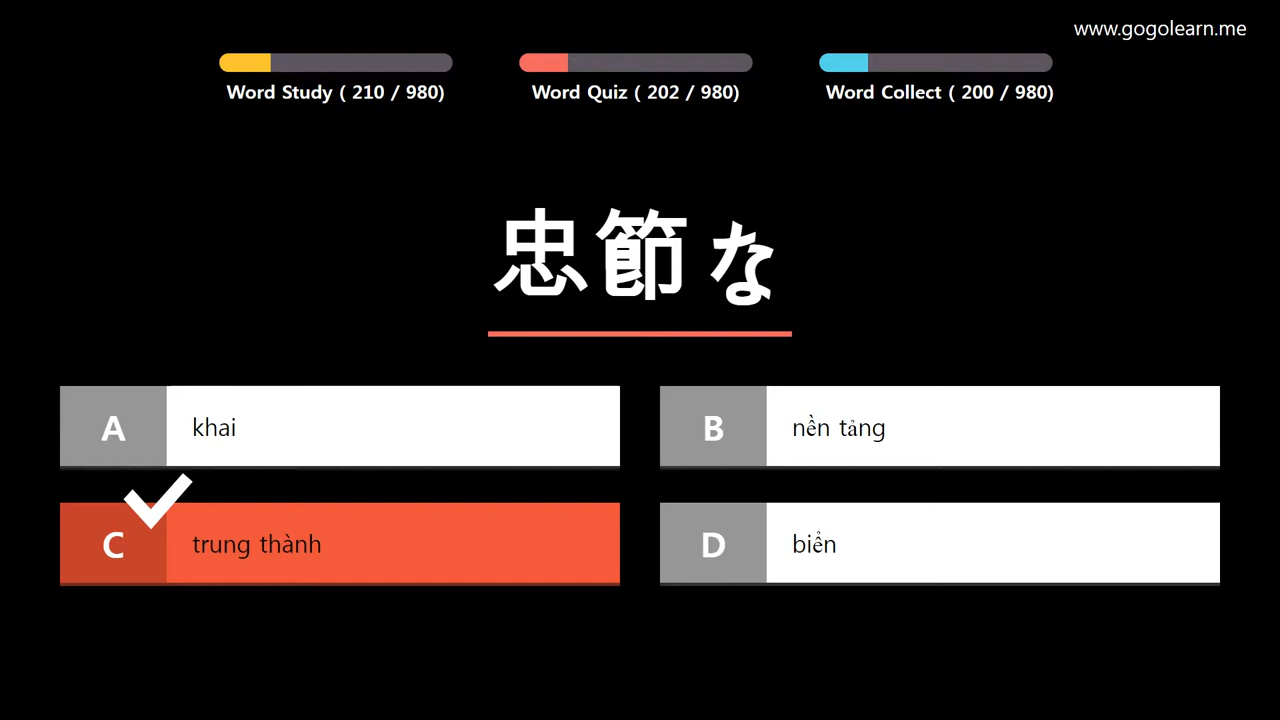 www.gogolearn.me
Word Study ( 210 / 980)
Word Quiz ( 202 / 980)
Word Collect ( 200 / 980)
忠節な
A khai
B nền tảng
C trung thành
D biển